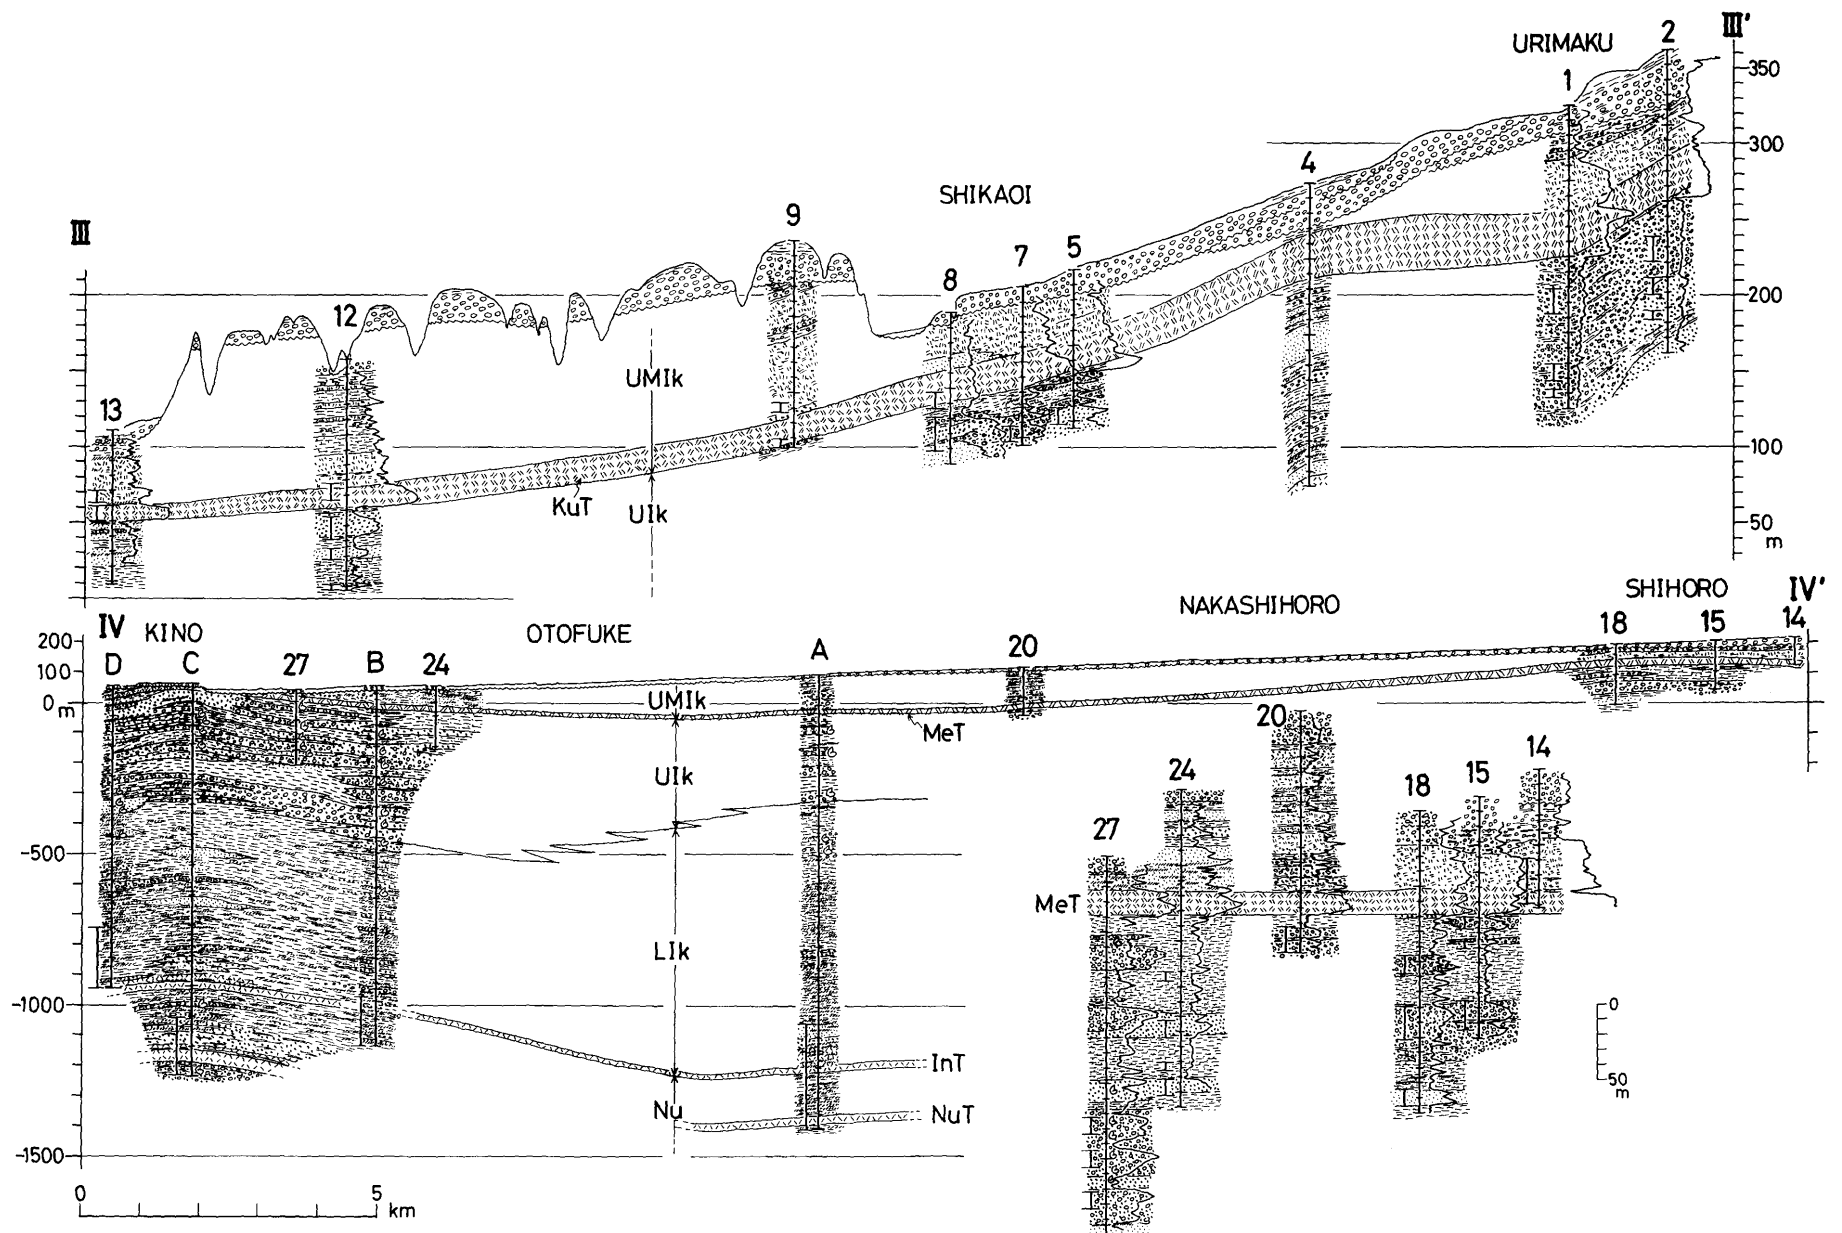 III'
URIMAKU
2
350
1
300
4
SHIKAOI
III
9
7
5
8
200
12
UMIk
13
100
KuT
UIk
50
m
IV
KINO
OTOFUKE
NAKASHIHORO
SHIHORO
IV'
200
D
C
27
B
24
A
20
18
15
14
100
0
m
UMIk
MeT
20
UIk
24
18
15
14
27
-500
MeT
LIk
-1000
0
InT
50
m
Nu
NuT
-1500
0
5
km